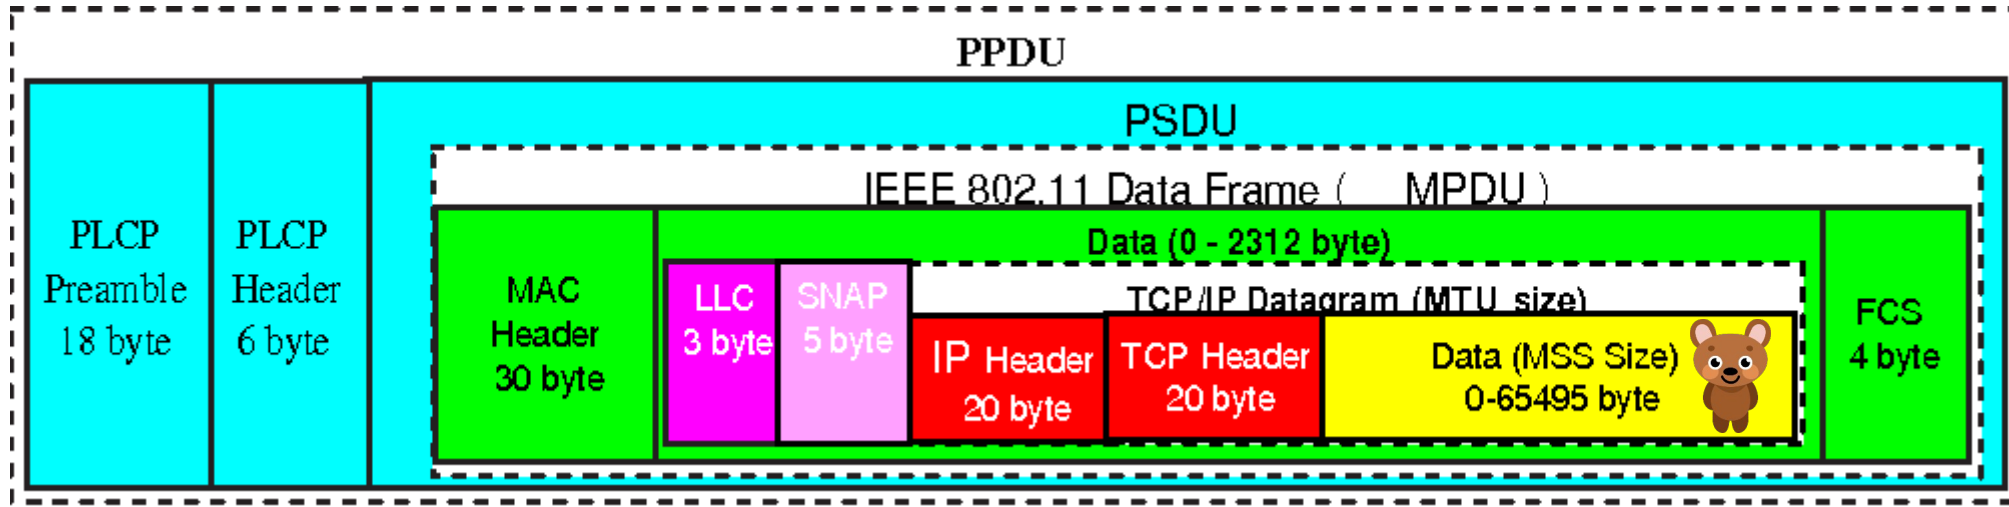 PPDU
PLCP
Preamble
18 byte
PLCP
Header
6 byte
PSDU
IEEE 802.11 Data Frame ( MPDU )
MAC
Header
30 byte
Data (0 - 2312 byte)
LLC
3 byte
SNAP
5 byte
TCP/IP Datagram (MTU size)
IP Header
20 byte
TCP Header
20 byte
Data (MSS Size)
0-65495 byte
FCS
4 byte